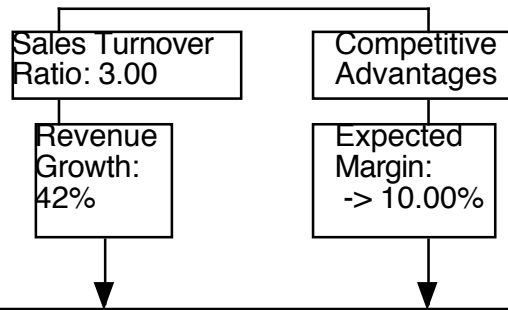 Sales Turnover
Ratio: 3.00
Competitive
Advantages
Revenue
Growth:
42%
Expected
Margin:
-> 10.00%